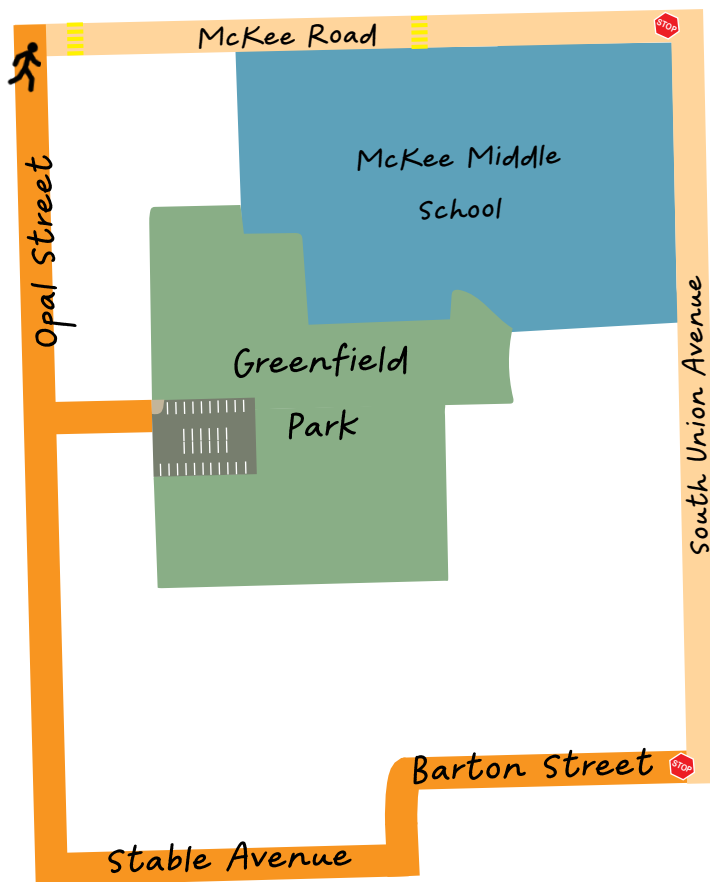 McKee Road
STOP
McKee Middle
School
Opal Street
Greenfield
Park
South Union Avenue
Barton Street
STOP
Stable Avenue